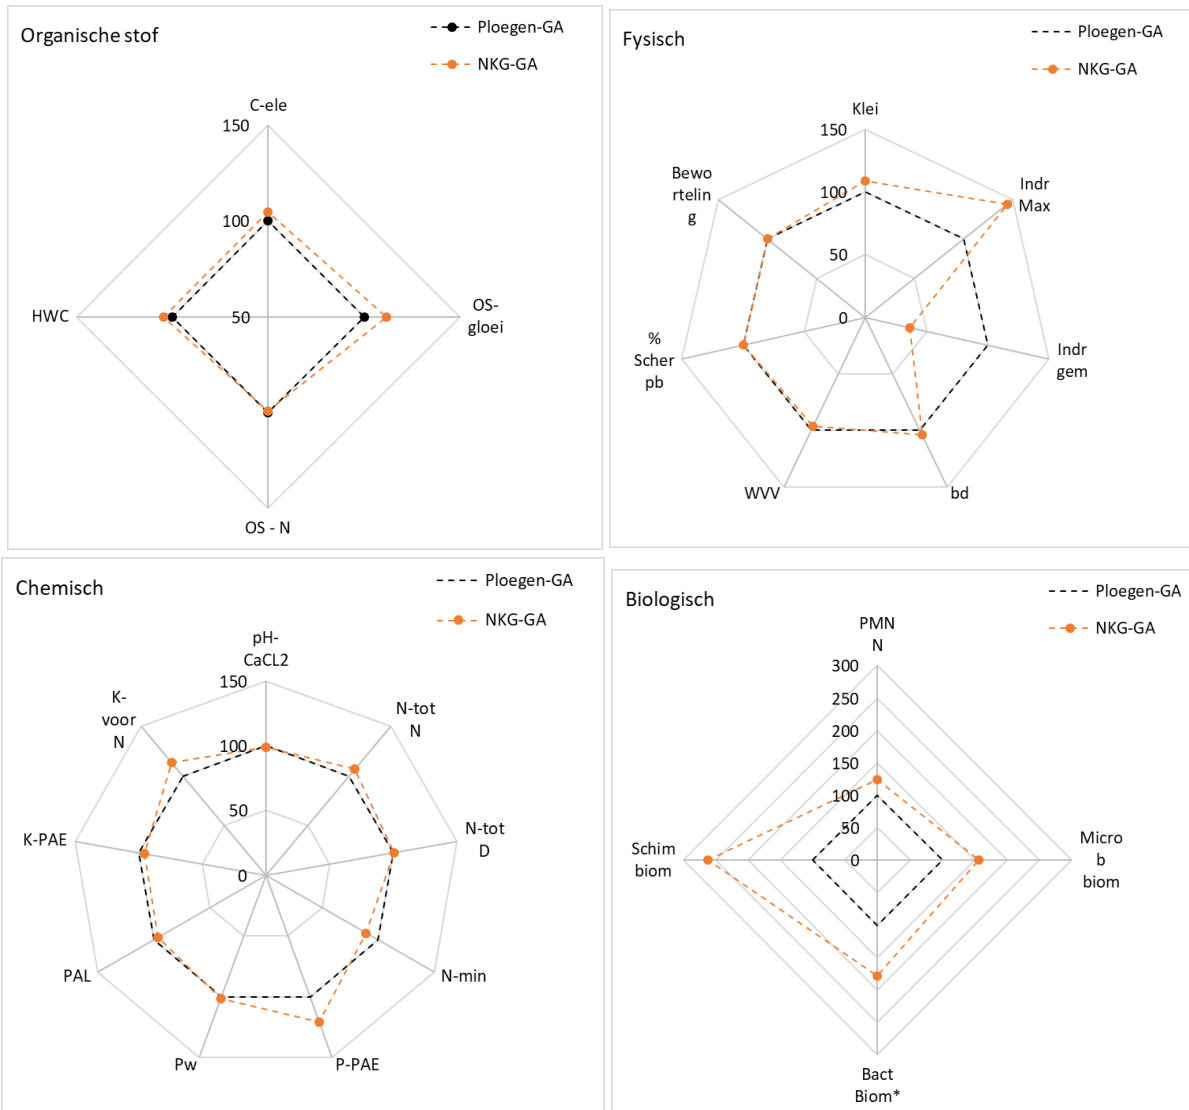 Organische stof
Ploegen-GA
NKG-GA
C-ele
150
100
50
HWC
OS-
gloei
OS - N
Fysisch
Ploegen-GA
NKG-GA
Klei
150
100
50
0
Indr
Max
Indr
gem
bd
WVV
%
Scher
pb
Bewo
rtelin
g
Chemisch
Ploegen-GA
NKG-GA
pH-
CaCL2
150
100
50
0
N-tot
N
N-tot
D
N-min
P-PAE
Pw
PAL
K-PAE
K-
voor
N
Biologisch
Ploegen-GA
NKG-GA
PMN
N
300
250
200
150
100
50
0
Micro
b
biom
Bact
Biom*
Schim
biom